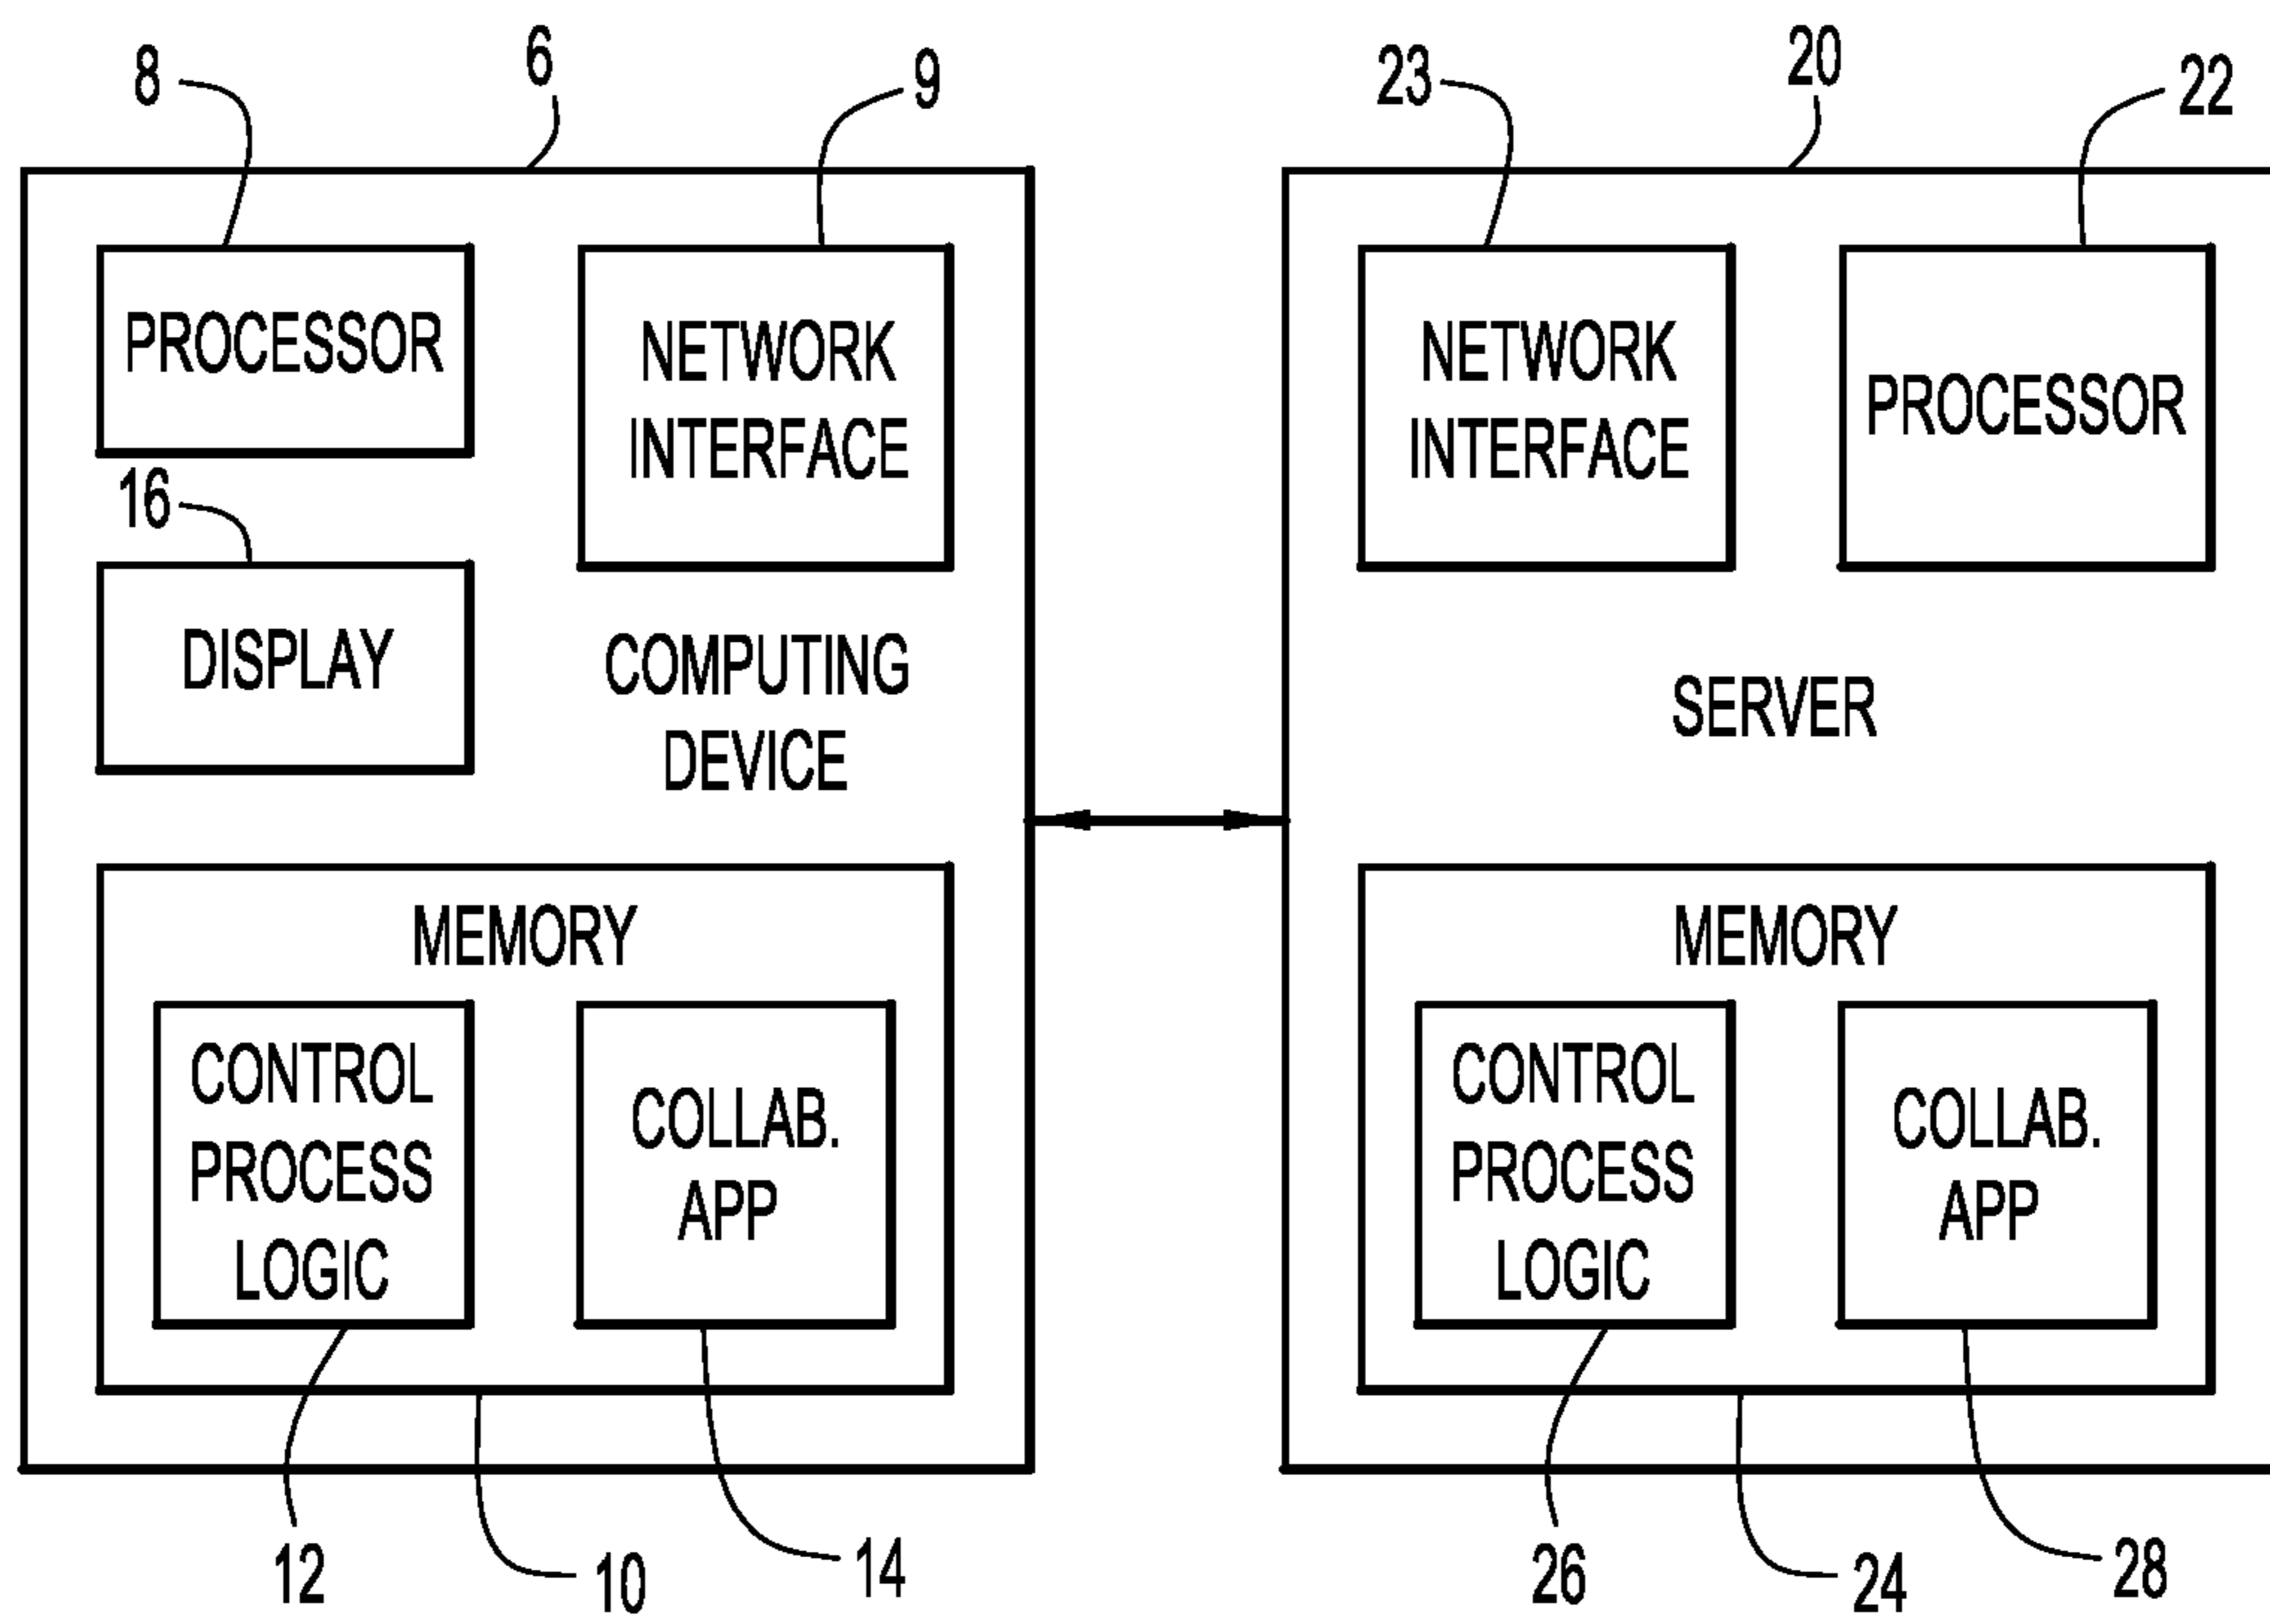 8
6
9
23
20
22
PROCESSOR
NETWORK
INTERFACE
16
DISPLAY
COMPUTING
DEVICE
MEMORY
CONTROL
PROCESS
LOGIC
COLLAB.
APP
12
10
14
NETWORK
INTERFACE
PROCESSOR
SERVER
MEMORY
CONTROL
PROCESS
LOGIC
COLLAB.
APP
26
24
28